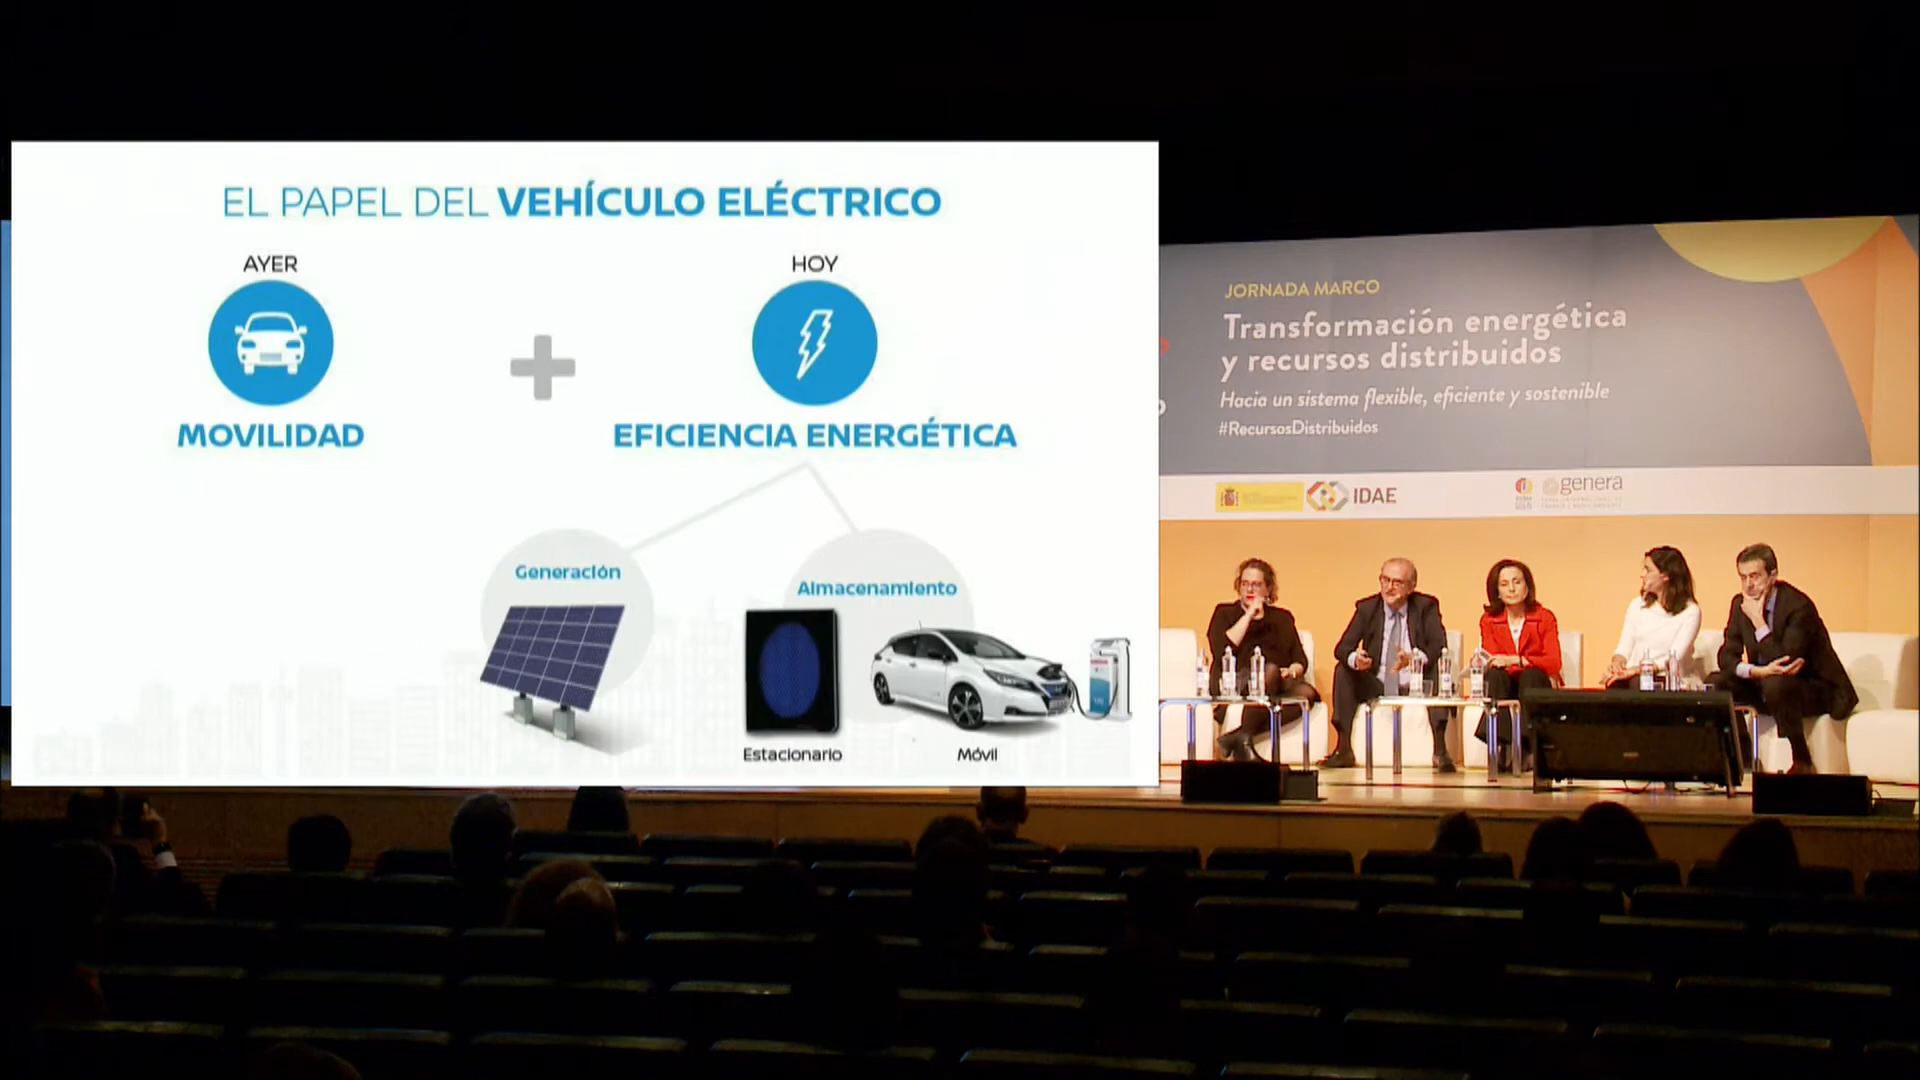 EL PAPEL DEL VEHÍCULO ELÉCTRICO
AYER
HOY
MOVILIDAD
EFICIENCIA ENERGÉTICA
Generación
Almacenamiento
Estacionario
Móvil
JORNADA MARCO
Transformación energética
y recursos distribuidos
Hacia un sistema flexible, eficiente y sostenible
#RecursosDistribuidos
IDAE
genera